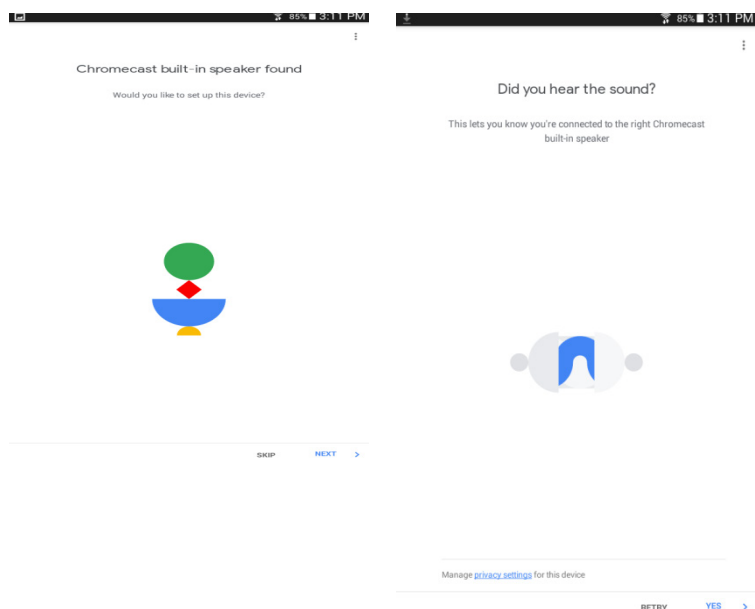 85% 3:11 PM
Chromecast built-in speaker found
Would you like to set up this device?
SKIP NEXT >
85% 3:11 PM
Did you hear the sound?
This lets you know you're connected to the right Chromecast
built-in speaker
Manage privacy settings for this device
RETRY YES >